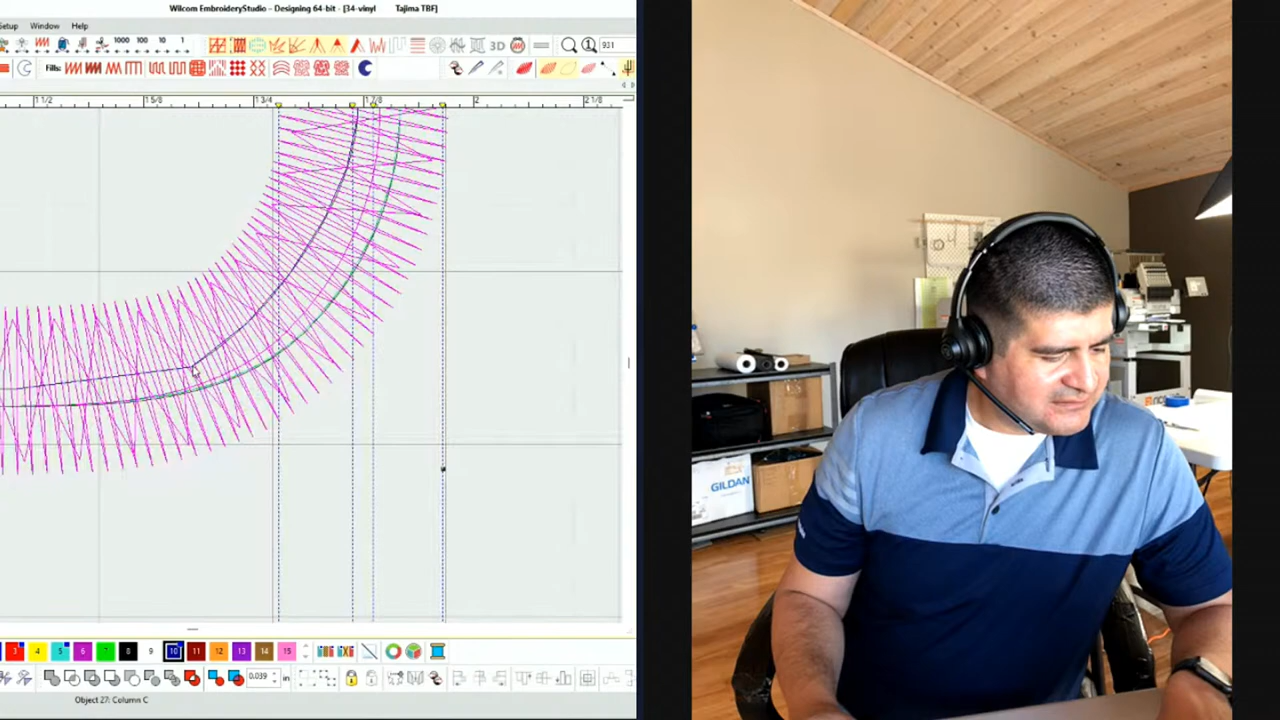 Wilcom EmbroideryStudio – Designing 64-bit - [34-vinyl Tajima TBF]
Setup Window Help
1000 100 10 1 3D 931
Fills:
1 1/2 1 5/8 1 3/4 1 7/8 2 2 1/8
GILDAN
3 4 5 6 7 8 9 10 11 12 13 14 15
0.039 in
Object 27: Column C